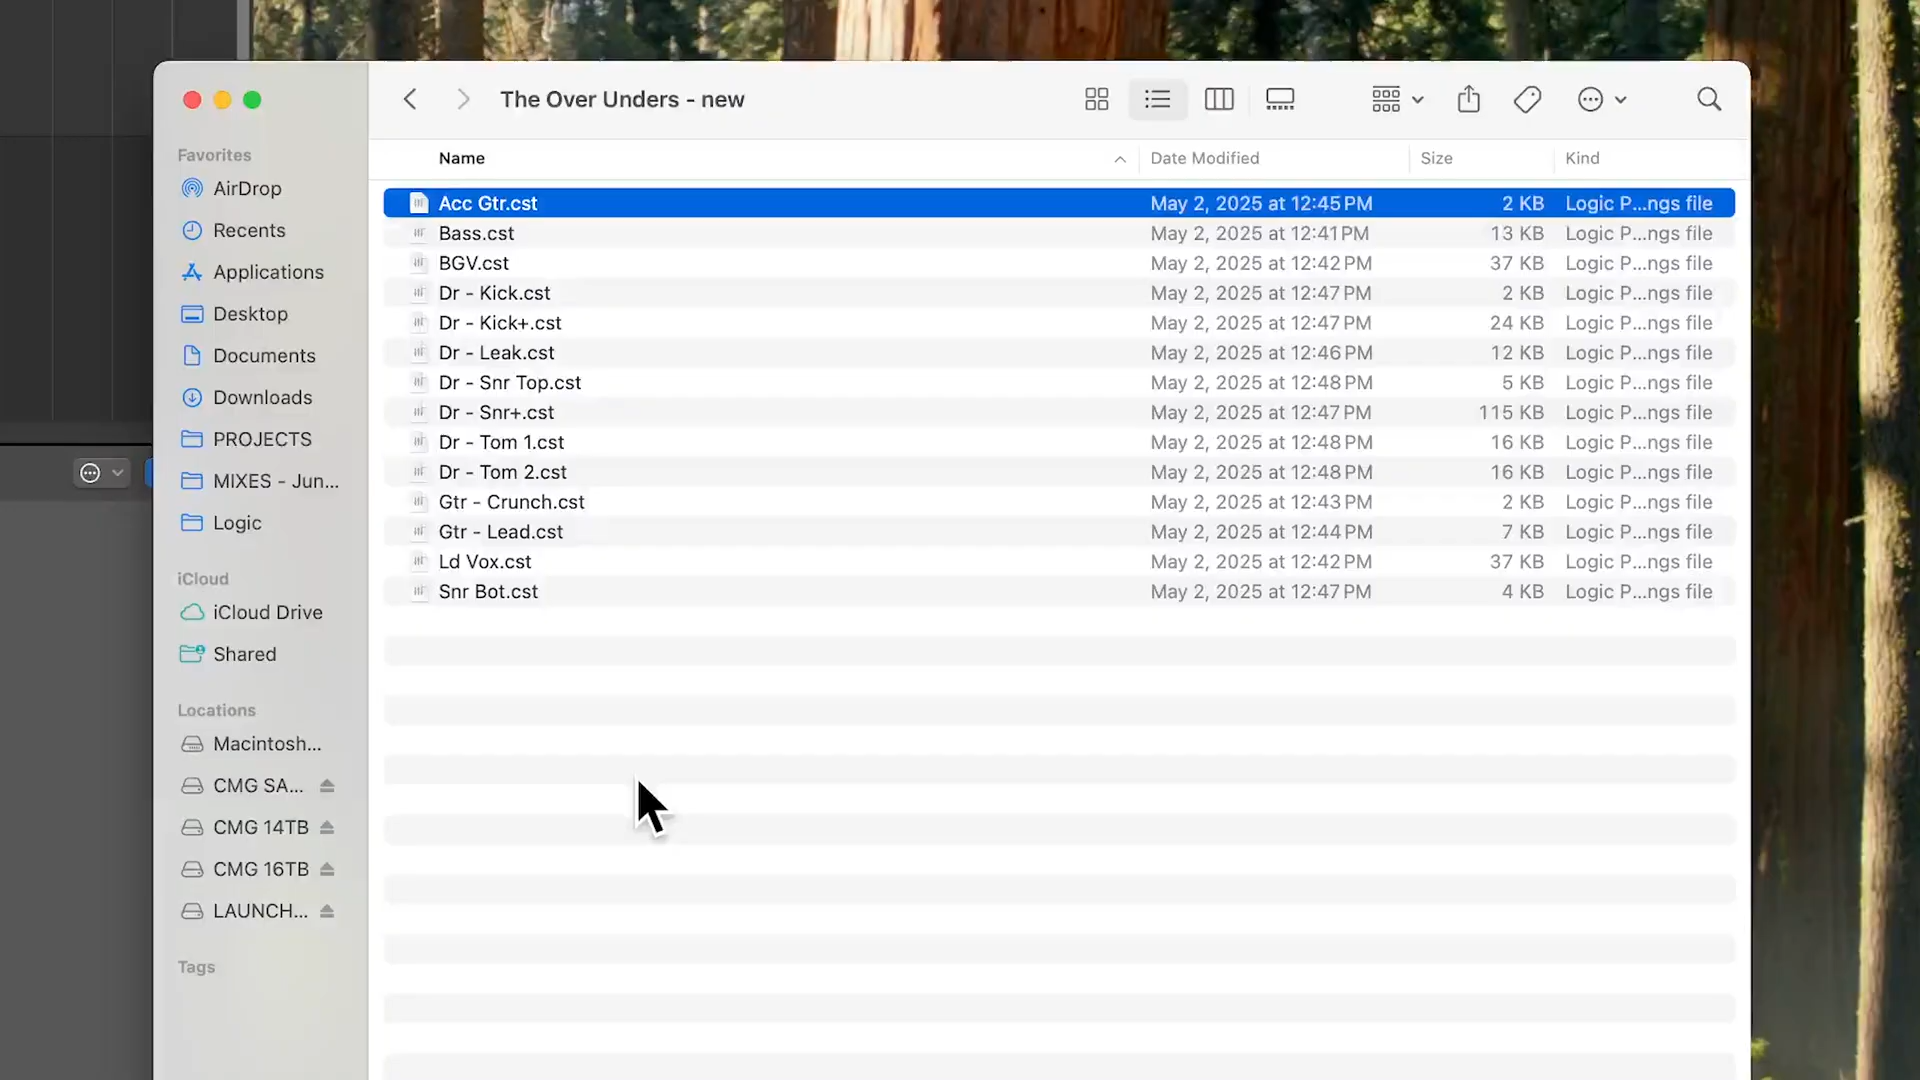 The Over Unders - new
Favorites
AirDrop
Recents
Applications
Desktop
Documents
Downloads
PROJECTS
MIXES - Jun...
Logic
iCloud
iCloud Drive
Shared
Locations
Macintosh...
CMG SA...
CMG 14TB
CMG 16TB
LAUNCH...
Tags
Name Date Modified Size Kind
Acc Gtr.cst May 2, 2025 at 12:45 PM 2 KB Logic P...ngs file
Bass.cst May 2, 2025 at 12:41 PM 13 KB Logic P...ngs file
BGV.cst May 2, 2025 at 12:42 PM 37 KB Logic P...ngs file
Dr - Kick.cst May 2, 2025 at 12:47 PM 2 KB Logic P...ngs file
Dr - Kick+.cst May 2, 2025 at 12:47 PM 24 KB Logic P...ngs file
Dr - Leak.cst May 2, 2025 at 12:46 PM 12 KB Logic P...ngs file
Dr - Snr Top.cst May 2, 2025 at 12:48 PM 5 KB Logic P...ngs file
Dr - Snr+.cst May 2, 2025 at 12:47 PM 115 KB Logic P...ngs file
Dr - Tom 1.cst May 2, 2025 at 12:48 PM 16 KB Logic P...ngs file
Dr - Tom 2.cst May 2, 2025 at 12:48 PM 16 KB Logic P...ngs file
Gtr - Crunch.cst May 2, 2025 at 12:43 PM 2 KB Logic P...ngs file
Gtr - Lead.cst May 2, 2025 at 12:44 PM 7 KB Logic P...ngs file
Ld Vox.cst May 2, 2025 at 12:42 PM 37 KB Logic P...ngs file
Snr Bot.cst May 2, 2025 at 12:47 PM 4 KB Logic P...ngs file